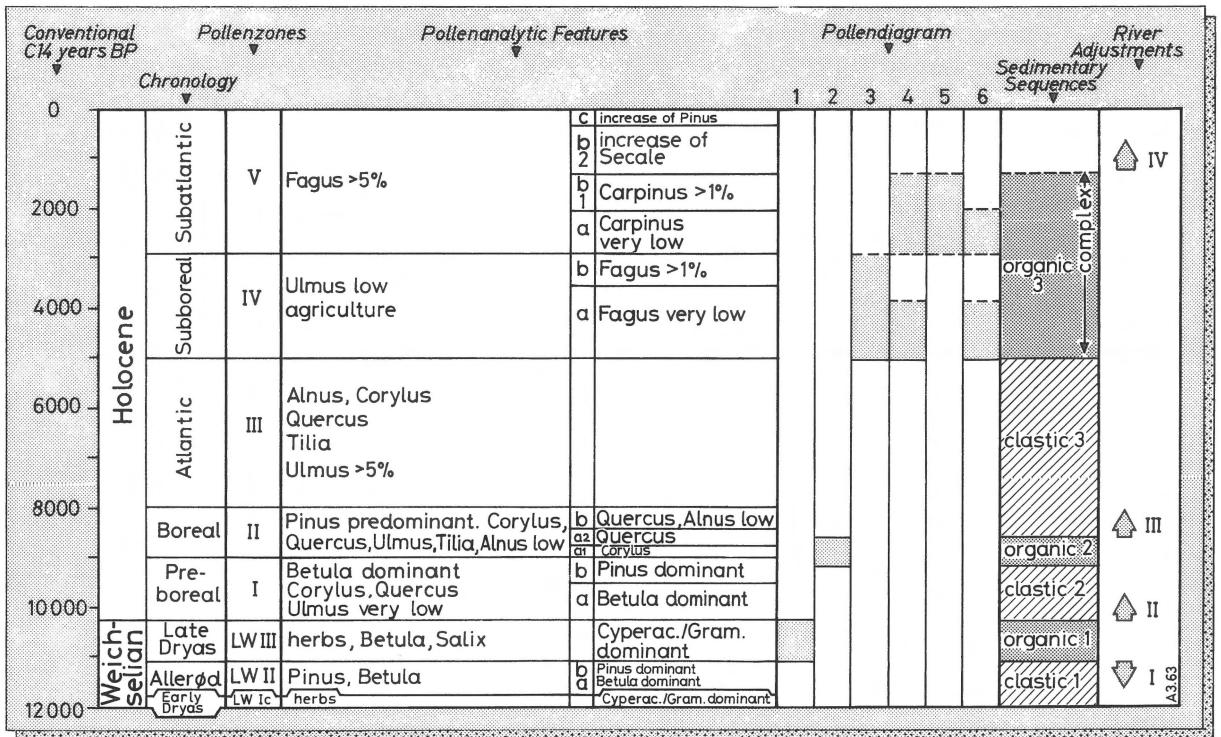 Conventional
C14 years BP
Pollenzones
Pollenanalytic Features
Pollendiagram
River
Adjustments
Chronology
Sedimentary
Sequences
1 2 3 4 5 6
0
2000
4000
6000
8000
10000
12000
Holocene
Weich-
selian
Subatlantic
V
Fagus >5%
c increase of Pinus
b
2
increase of
Secale
b
1
Carpinus >1%
a
Carpinus
very low
Subboreal
IV
Ulmus low
agriculture
b Fagus >1%
a Fagus very low
Atlantic
III
Alnus, Corylus
Quercus
Tilia
Ulmus >5%
Boreal
II
Pinus predominant. Corylus,
Quercus, Ulmus, Tilia, Alnus low
b Quercus, Alnus low
a2 Quercus
a1 Corylus
Pre-
boreal
I
Betula dominant
Corylus, Quercus
Ulmus very low
b Pinus dominant
a Betula dominant
Late
Dryas
LW III
herbs, Betula, Salix
Cyperac./Gram.
dominant
Allerød
LW II
Pinus, Betula
b Pinus dominant
a Betula dominant
Early
Dryas
LW Ic
herbs
Cyperac./Gram. dominant
organic
3
complex
clastic 3
organic 2
clastic 2
organic 1
clastic 1
IV
III
II
I
A3.63